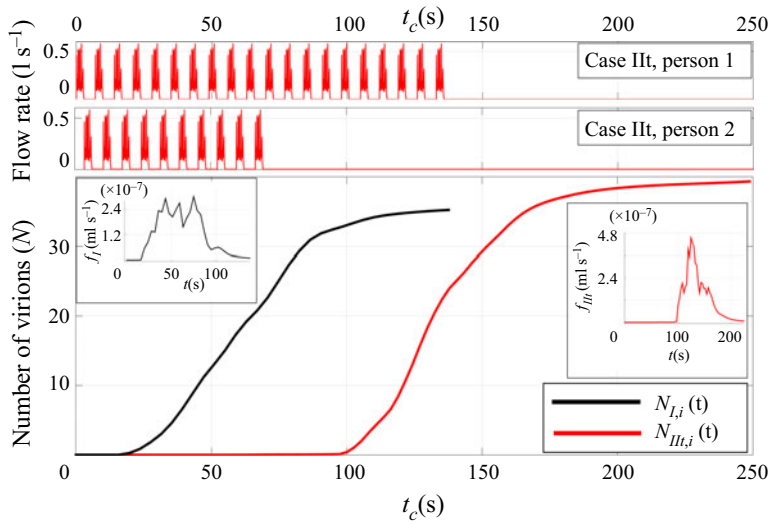 0 50 100 150 200 250
t_c(s)
Flow rate (l s⁻¹)
0.5
0
Case IIt, person 1
0.5
0
Case IIt, person 2
Number of virions (N)
30
20
10
(×10⁻⁷)
f_I (ml s⁻¹)
2.4
1.2
0 50 100
t(s)
(×10⁻⁷)
f_IIt (ml s⁻¹)
4.8
2.4
0 100 200
t(s)
N_I,i (t)
N_IIt,i (t)
0 50 100 150 200 250
t_c(s)